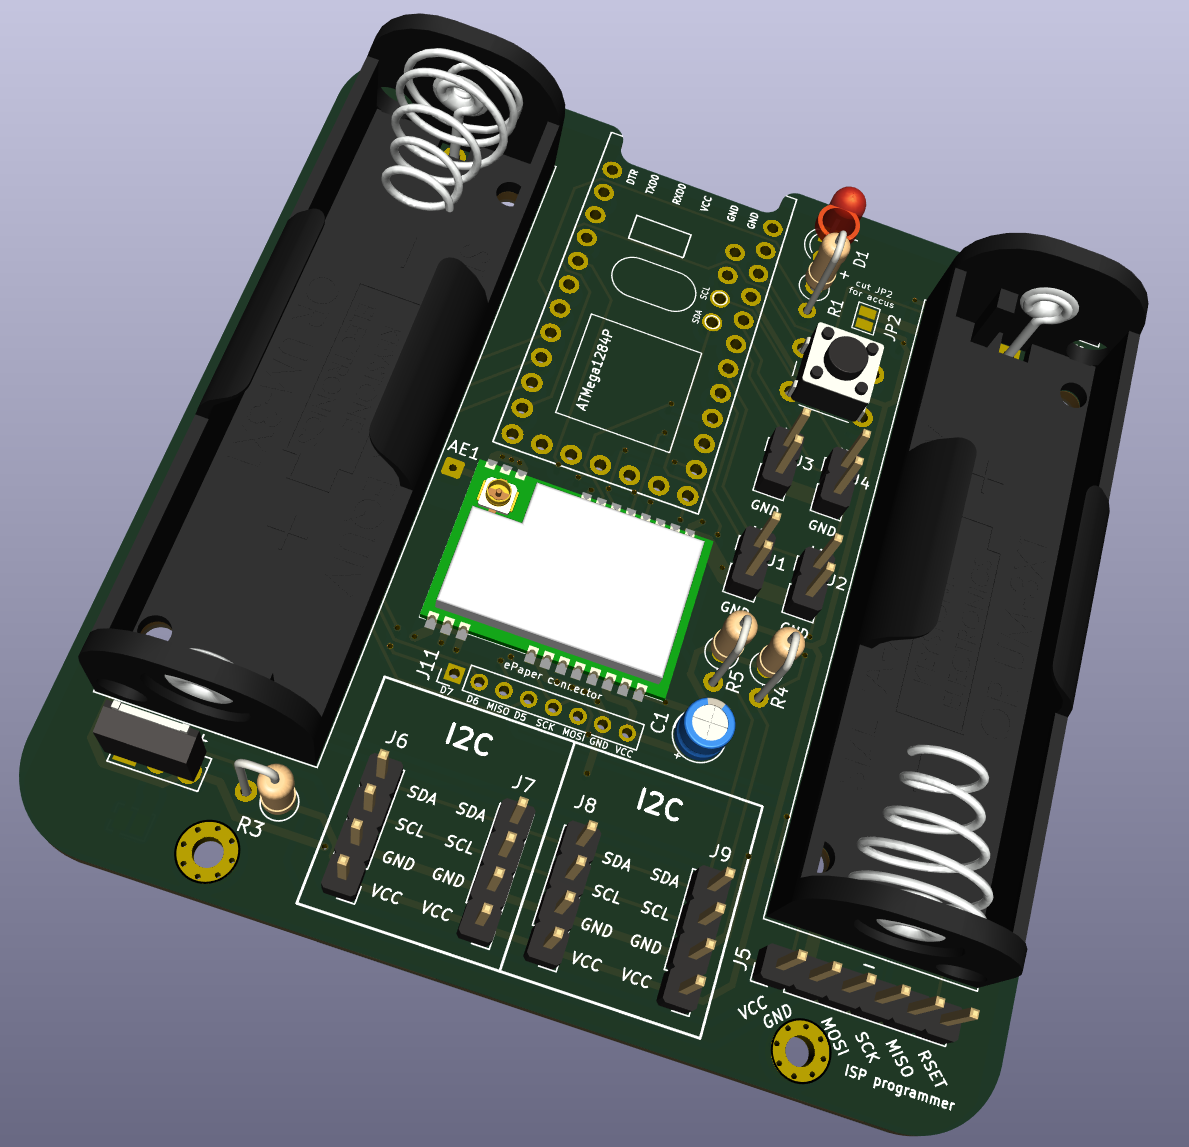 DTR
TXD0
RXD0
VCC
GND
GND
D1
+
SCL
SDA
cut JP2
for accus
R1
JP2
ATMega1284P
AE1
J3
J4
GND
GND
J1
J2
GND
GND
R5
R4
J11
ePaper connector
D7
D6
MISO
D5
SCK
MOSI
GND
VCC
C1
+
I2C
J6
J7
SDA
SDA
SCL
SCL
GND
GND
VCC
VCC
I2C
J8
J9
SDA
SDA
SCL
SCL
GND
GND
VCC
VCC
R3
J5
VCC
GND
MOSI
SCK
MISO
RSET
ISP programmer